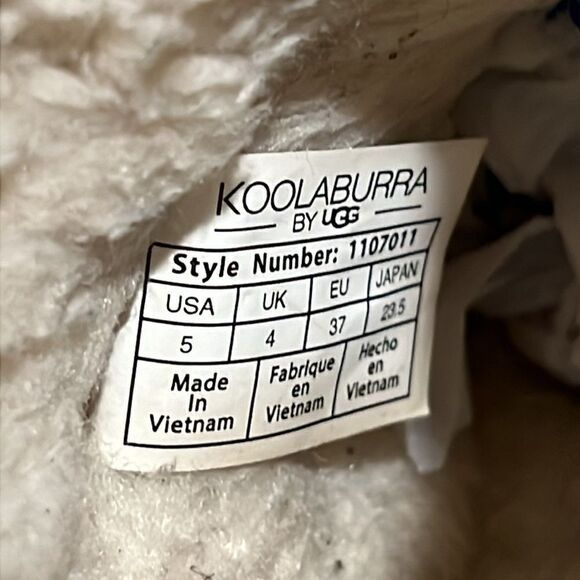 KOOLABURRA
BY UGG
Style Number: 1107011
USA UK EU JAPAN
5 4 37 23.5
Made In Vietnam
Fabrique en Vietnam
Hecho en Vietnam